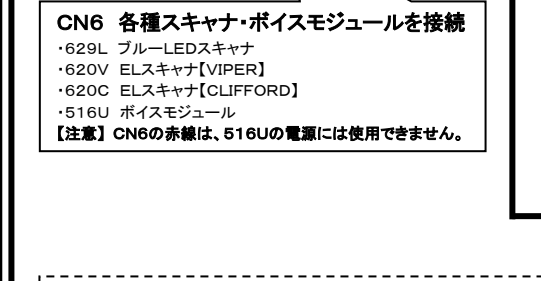 CN6 各種スキャナ・ボイスモジュールを接続
・629L ブルーLEDスキャナ
・620V ELスキャナ【VIPER】
・620C ELスキャナ【CLIFFORD】
・516U ボイスモジュール
【注意】CN6の赤線は、516Uの電源には使用できません。